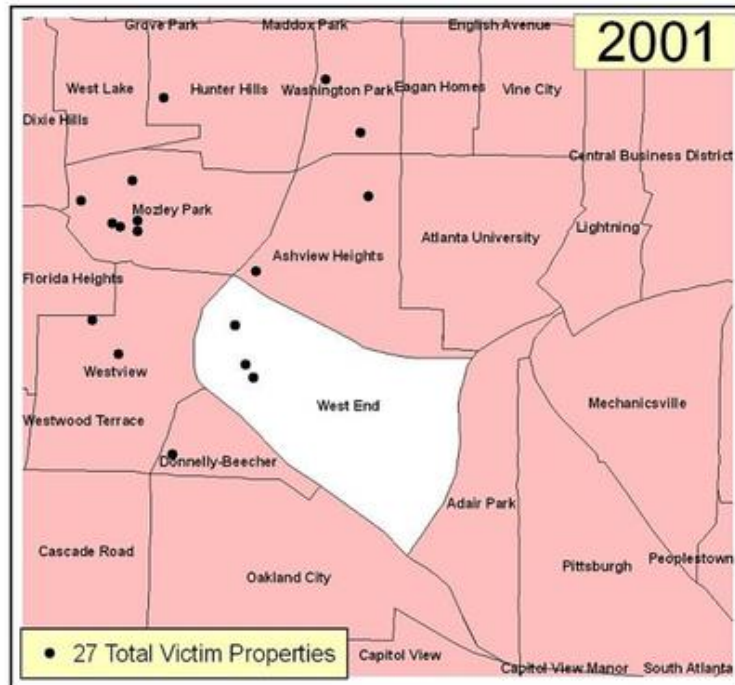 2001
Grove Park
Maddox Park
English Avenue
West Lake
Hunter Hills
Washington Park
Eagan Homes
Vine City
Dixie Hills
Central Business District
Mozley Park
Lightning
Atlanta University
Ashview Heights
Florida Heights
Westview
Mechanicsville
West End
Westwood Terrace
Donnelly-Beecher
Adair Park
Cascade Road
Peoplestown
Pittsburgh
Oakland City
27 Total Victim Properties
Capitol View
Capitol View Manor
South Atlanta